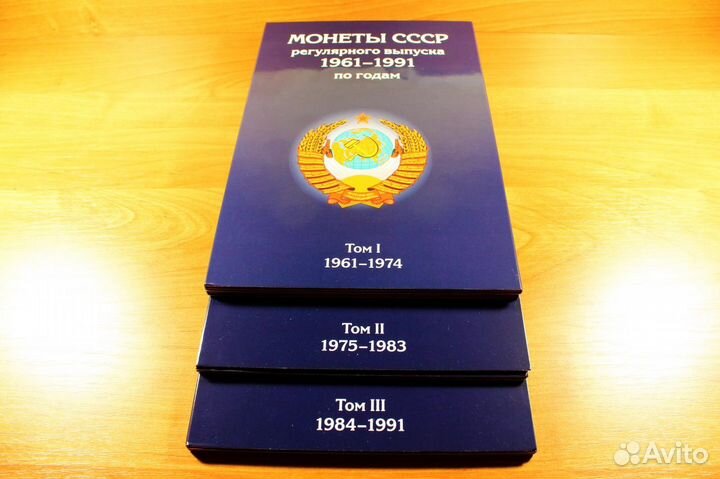 МОНЕТЫ СССР
регулярного выпуска
1961–1991
по годам
Том I
1961–1974
Том II
1975–1983
Том III
1984–1991
Avito